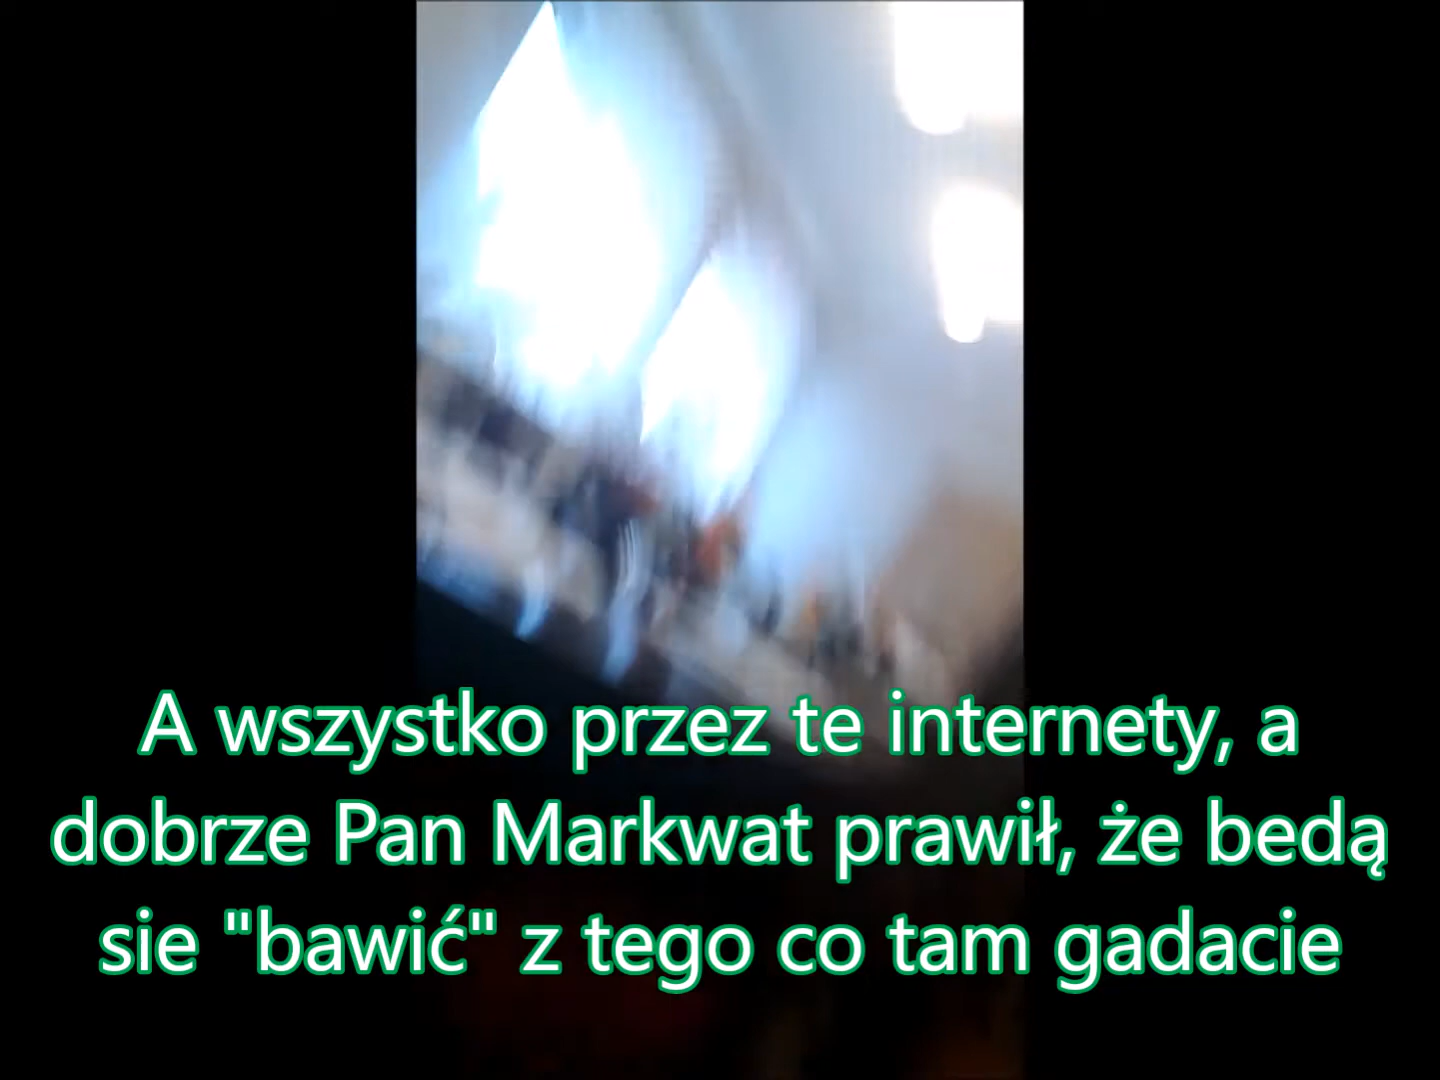 A wszystko przez te internety, a
dobrze Pan Markwat prawił, że bedą
sie "bawić" z tego co tam gadacie